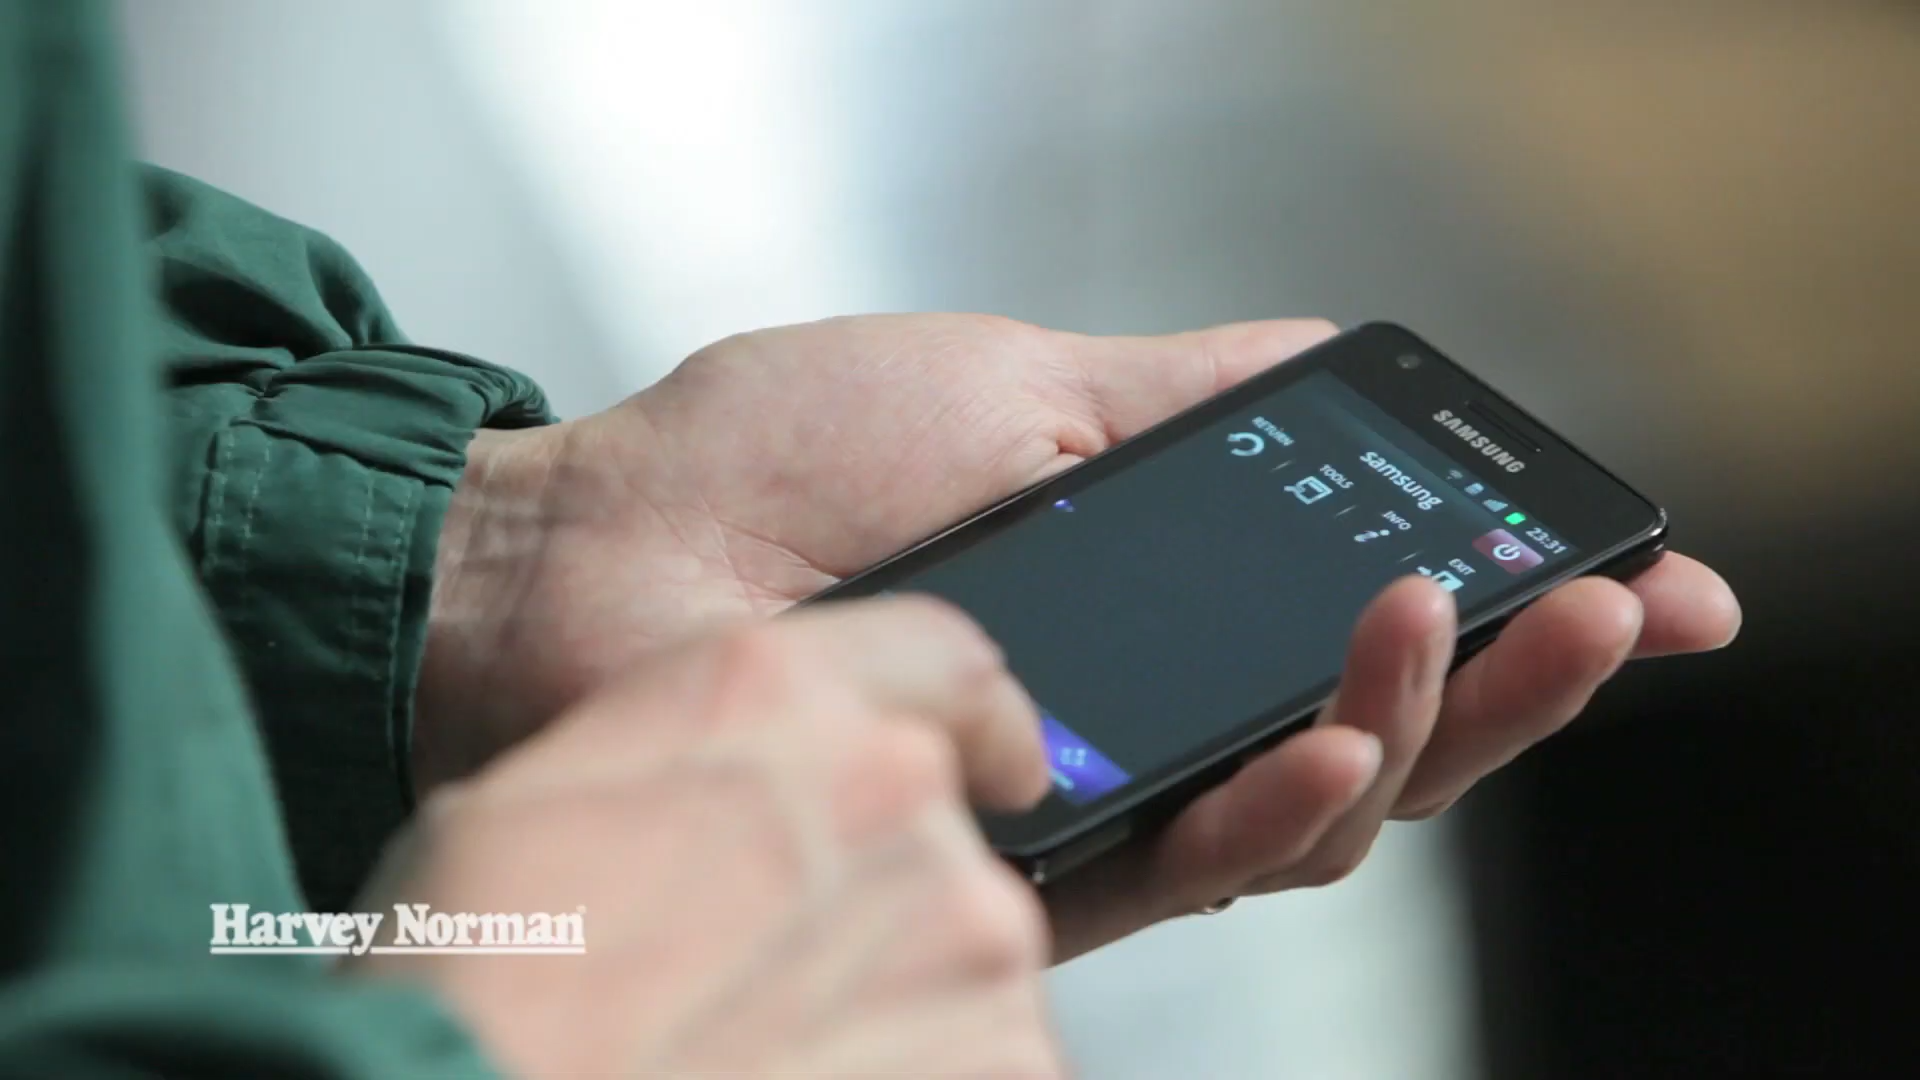 SAMSUNG
23:31
samsung
RETURN
TOOLS
INFO
EXIT
Harvey Norman